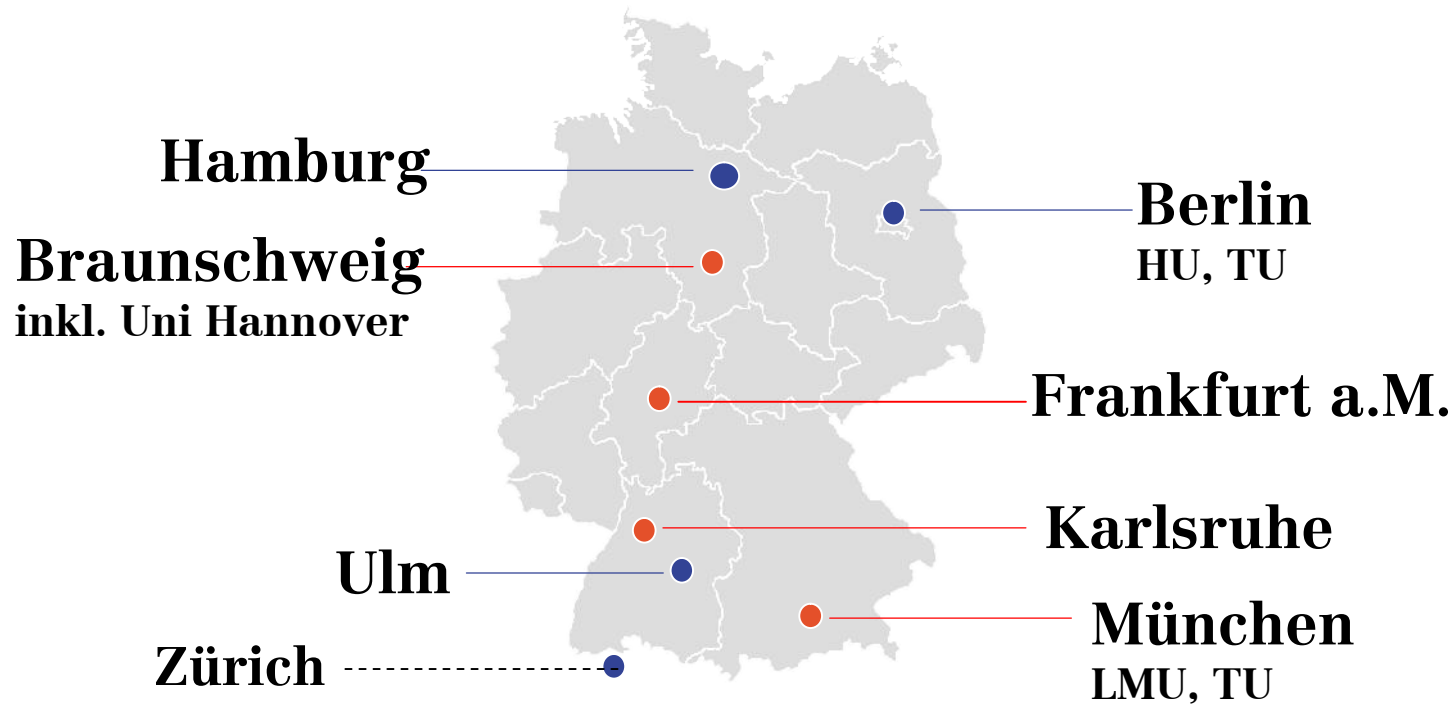 Hamburg
Berlin
HU, TU
Braunschweig
inkl. Uni Hannover
Frankfurt a.M.
Karlsruhe
Ulm
München
LMU, TU
Zürich